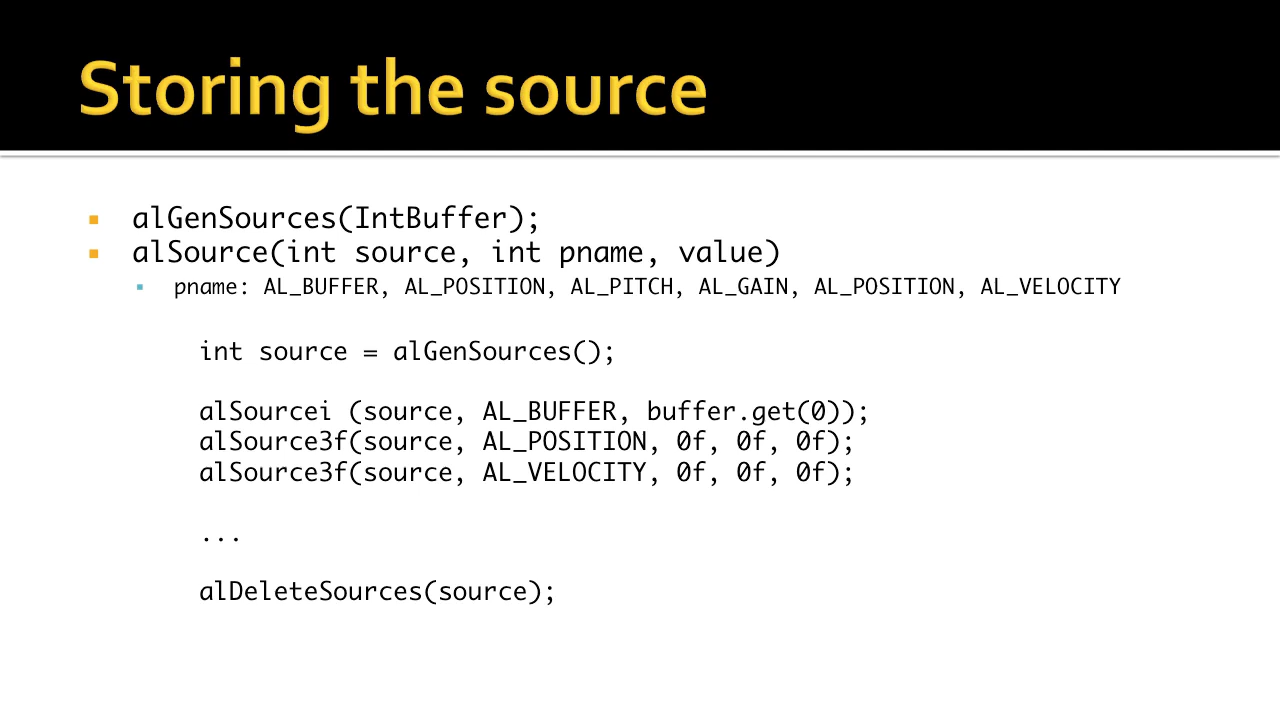 Storing the source
alGenSources(IntBuffer);
alSource(int source, int pname, value)
pname: AL_BUFFER, AL_POSITION, AL_PITCH, AL_GAIN, AL_POSITION, AL_VELOCITY
int source = alGenSources();
alSourcei (source, AL_BUFFER, buffer.get(0));
alSource3f(source, AL_POSITION, 0f, 0f, 0f);
alSource3f(source, AL_VELOCITY, 0f, 0f, 0f);
...
alDeleteSources(source);